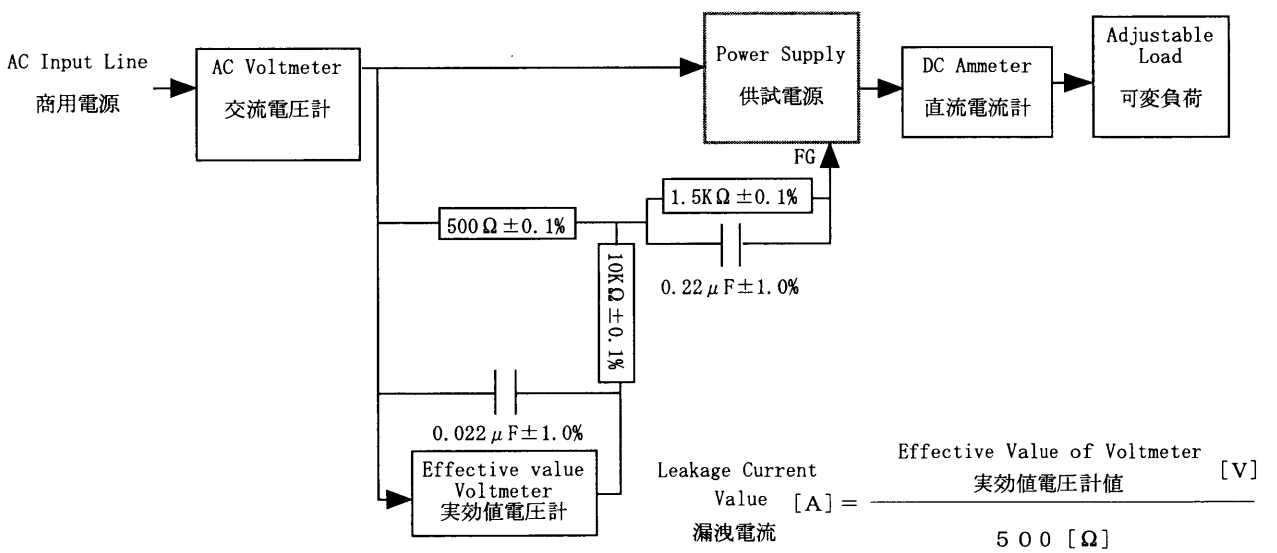 AC Input Line
商用電源
AC Voltmeter
交流電圧計
Power Supply
供試電源
DC Ammeter
直流電流計
Adjustable
Load
可変負荷
FG
1.5KΩ±0.1%
500Ω±0.1%
0.22μF±1.0%
10KΩ±0.1%
0.022μF±1.0%
Effective value
Voltmeter
実効値電圧計
Leakage Current
Value [A]=
漏洩電流
Effective Value of Voltmeter
実効値電圧計値 [V]
500 [Ω]